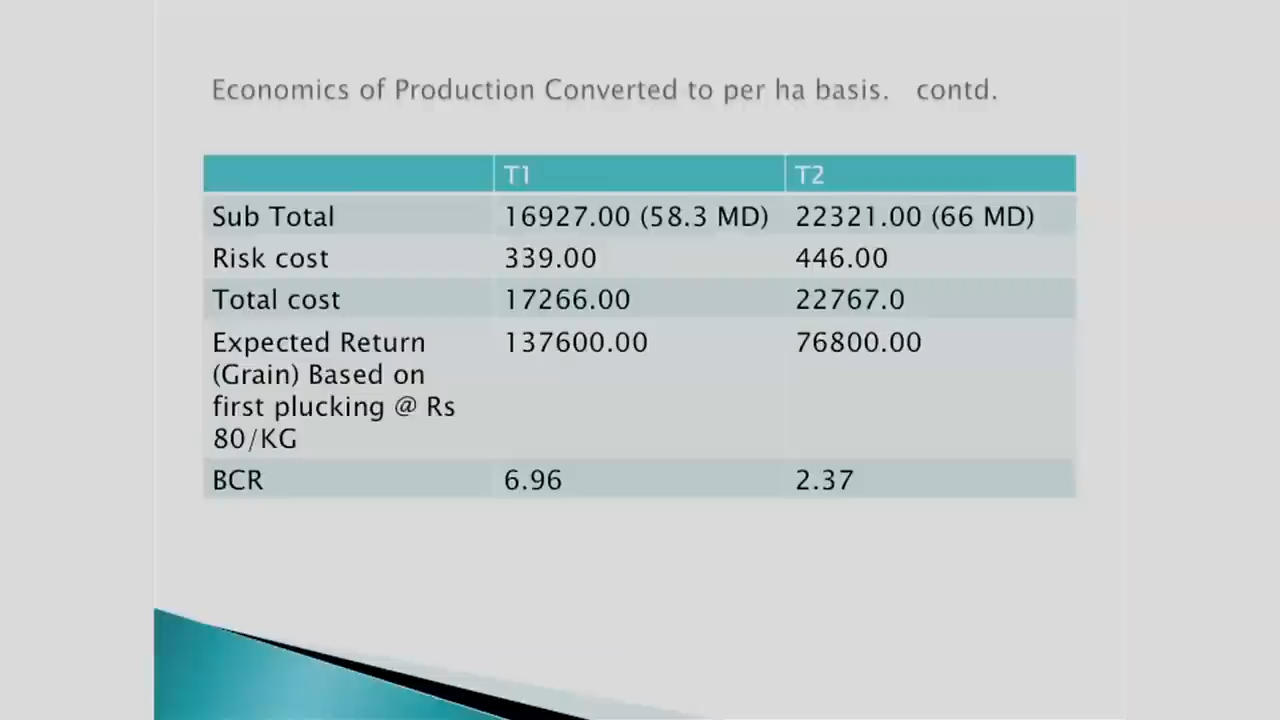 Economics of Production Converted to per ha basis. contd.
T1 T2
Sub Total 16927.00 (58.3 MD) 22321.00 (66 MD)
Risk cost 339.00 446.00
Total cost 17266.00 22767.0
Expected Return 137600.00 76800.00
(Grain) Based on
first plucking @ Rs
80/KG
BCR 6.96 2.37